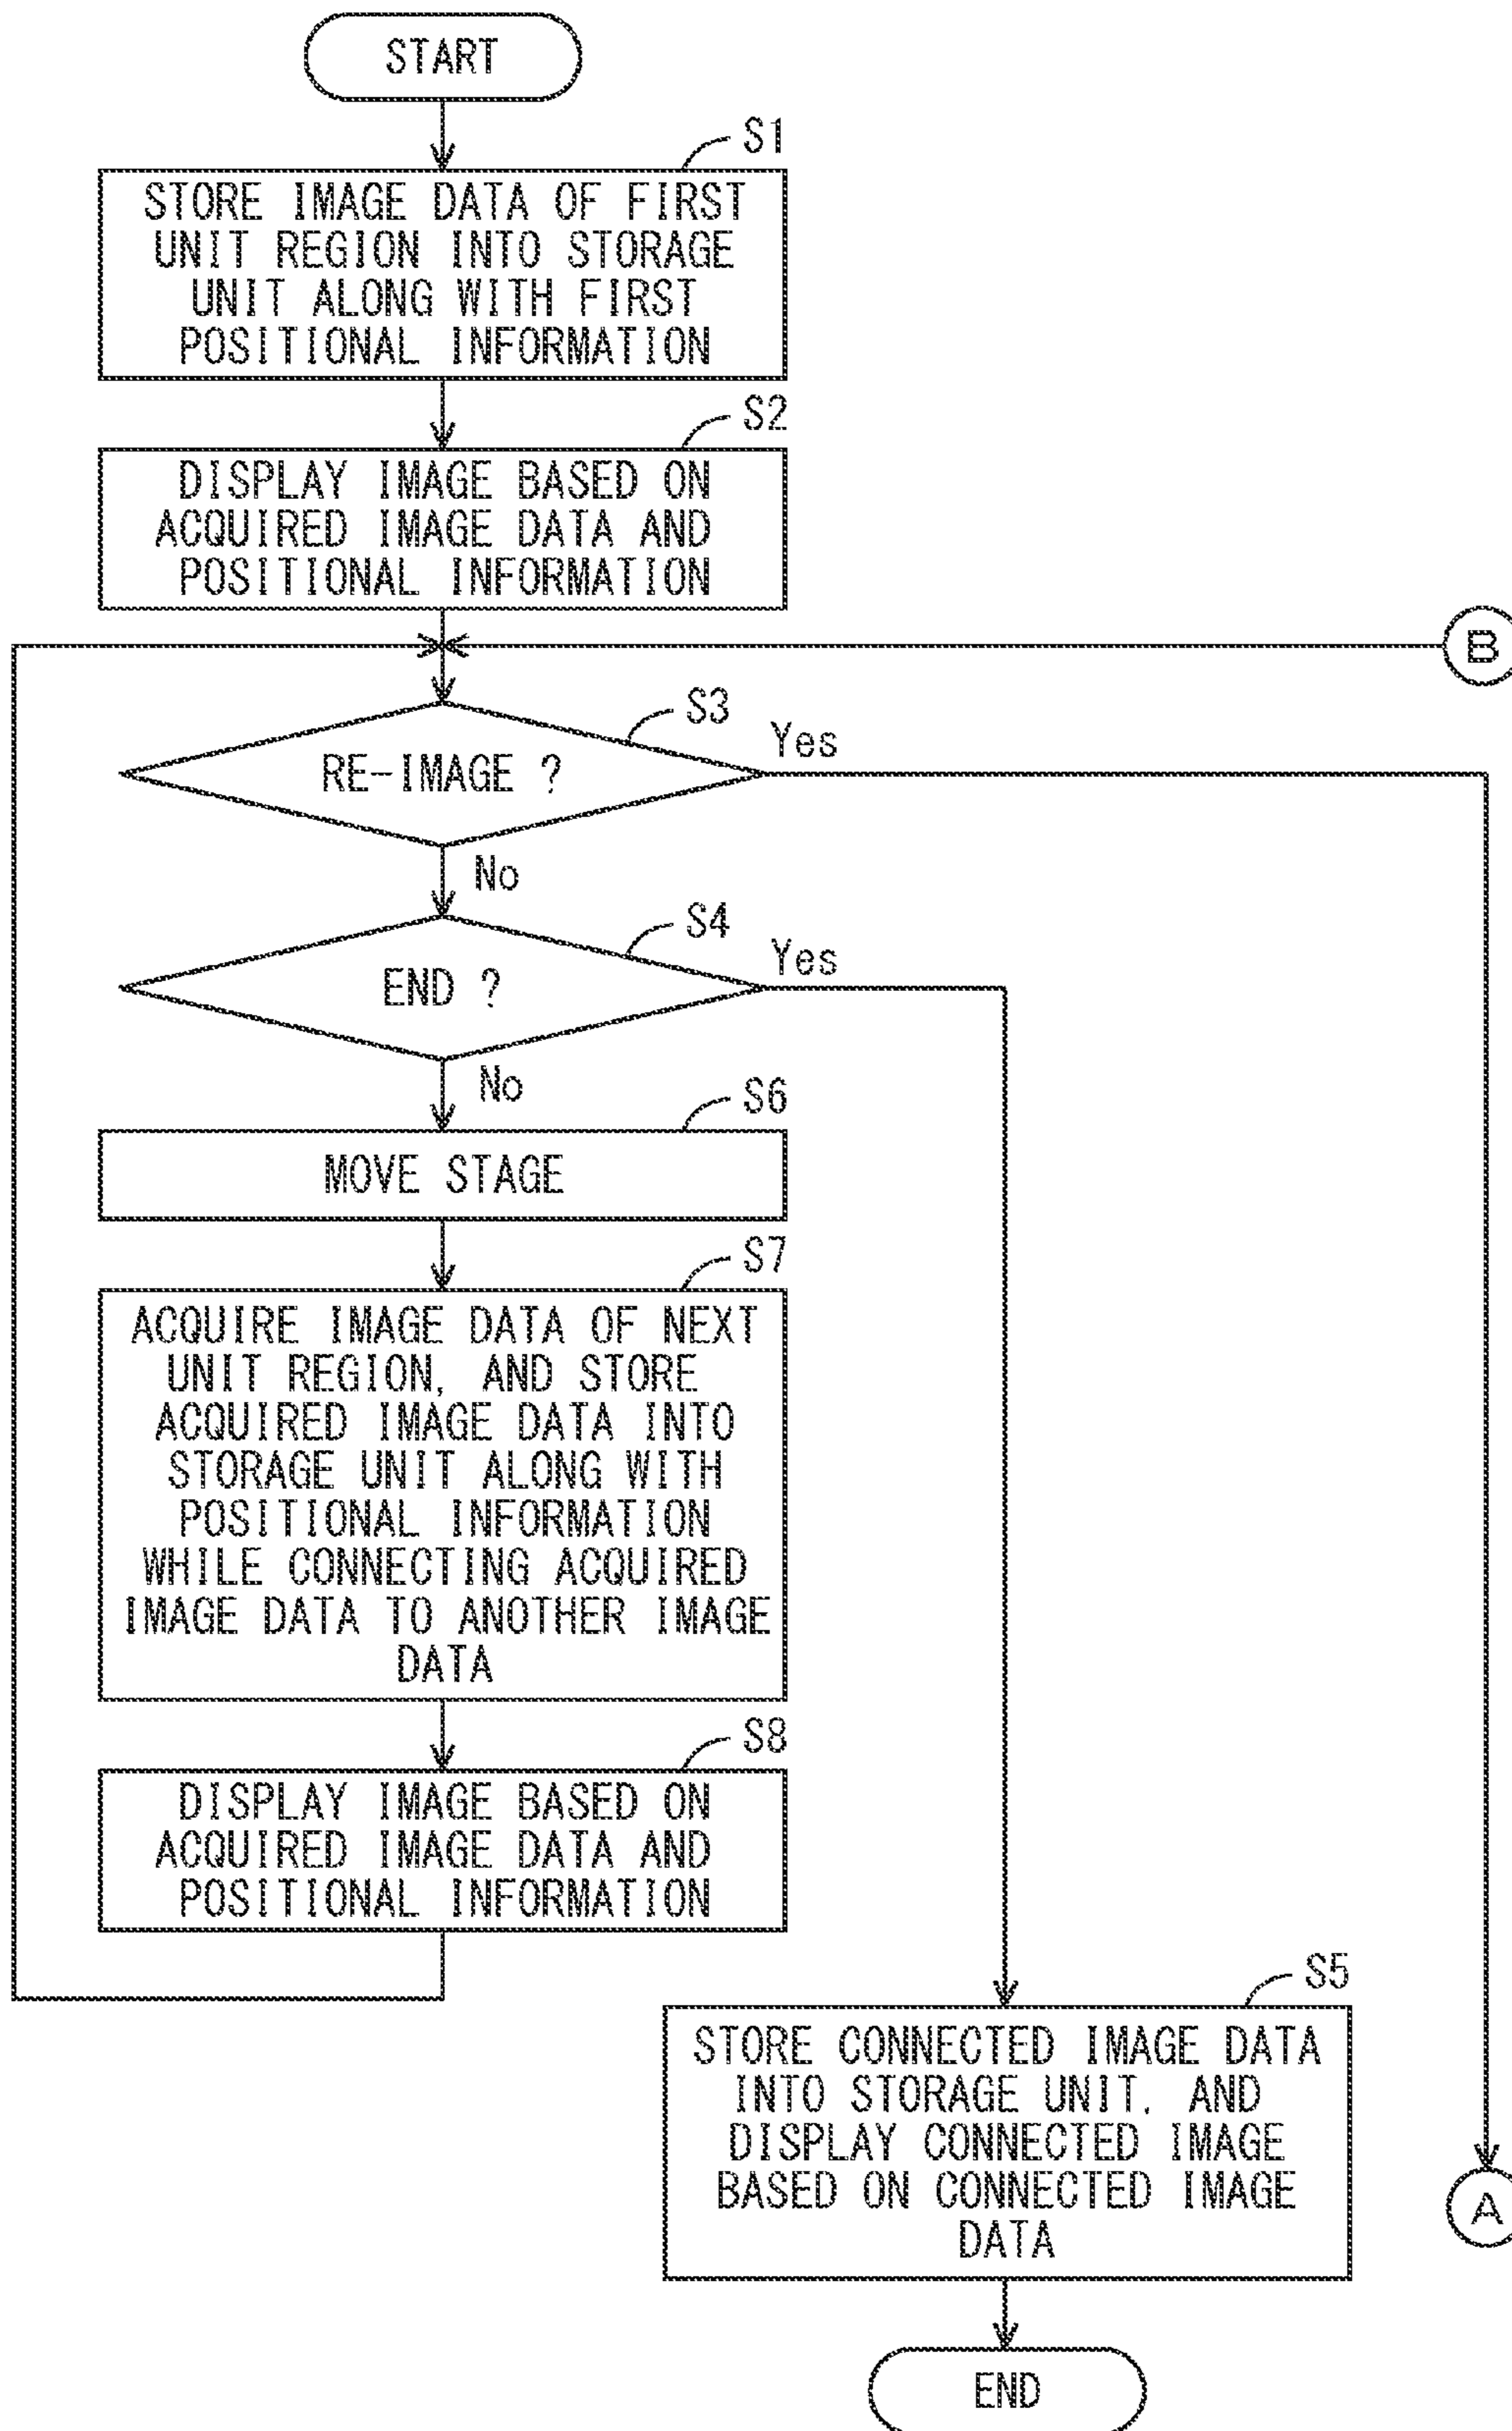 START
S1
STORE IMAGE DATA OF FIRST
UNIT REGION INTO STORAGE
UNIT ALONG WITH FIRST
POSITIONAL INFORMATION
S2
DISPLAY IMAGE BASED ON
ACQUIRED IMAGE DATA AND
POSITIONAL INFORMATION
B
S3
RE-IMAGE ?
Yes
No
S4
END ?
Yes
No
S6
MOVE STAGE
S7
ACQUIRE IMAGE DATA OF NEXT
UNIT REGION, AND STORE
ACQUIRED IMAGE DATA INTO
STORAGE UNIT ALONG WITH
POSITIONAL INFORMATION
WHILE CONNECTING ACQUIRED
IMAGE DATA TO ANOTHER IMAGE
DATA
S8
DISPLAY IMAGE BASED ON
ACQUIRED IMAGE DATA AND
POSITIONAL INFORMATION
S5
STORE CONNECTED IMAGE DATA
INTO STORAGE UNIT, AND
DISPLAY CONNECTED IMAGE
BASED ON CONNECTED IMAGE
DATA
A
END